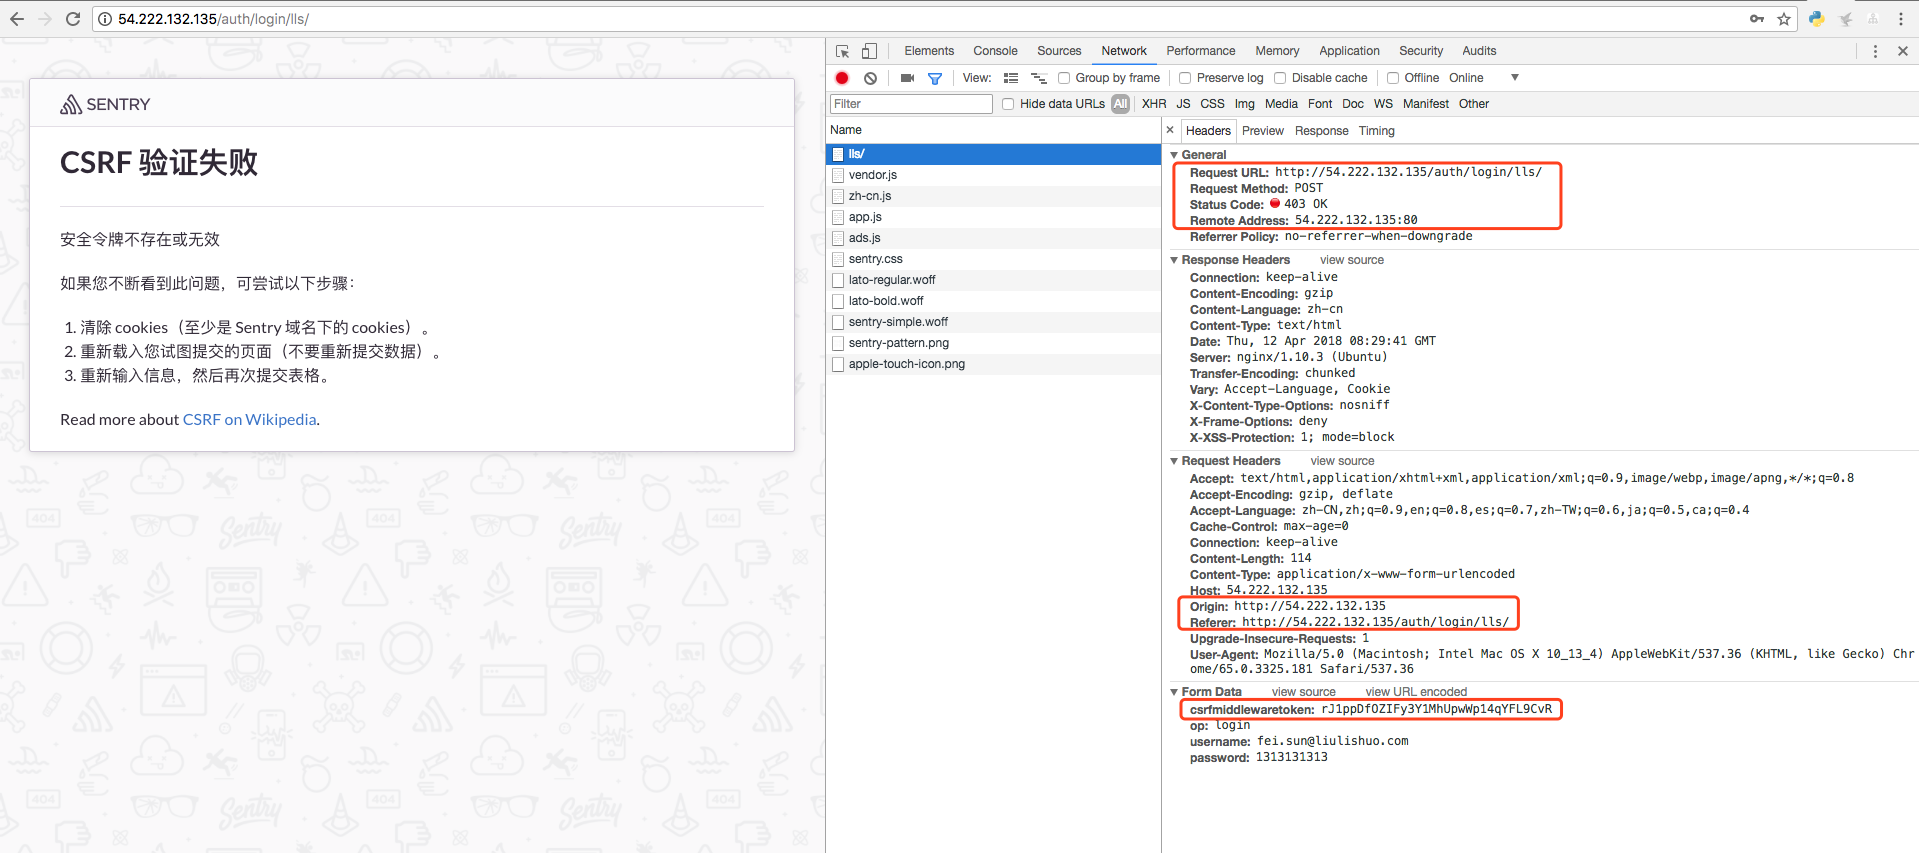 54.222.132.135/auth/login/lls/
SENTRY
CSRF 验证失败
安全令牌不存在或无效
如果您不断看到此问题，可尝试以下步骤：
1. 清除 cookies（至少是 Sentry 域名下的 cookies）。
2. 重新载入您试图提交的页面（不要重新提交数据）。
3. 重新输入信息，然后再次提交表格。
Read more about CSRF on Wikipedia.
Elements Console Sources Network Performance Memory Application Security Audits
View: Group by frame Preserve log Disable cache Offline Online
Filter Hide data URLs All XHR JS CSS Img Media Font Doc WS Manifest Other
Name
lls/
vendor.js
zh-cn.js
app.js
ads.js
sentry.css
lato-regular.woff
lato-bold.woff
sentry-simple.woff
sentry-pattern.png
apple-touch-icon.png
Headers Preview Response Timing
General
Request URL: http://54.222.132.135/auth/login/lls/
Request Method: POST
Status Code: 403 OK
Remote Address: 54.222.132.135:80
Referrer Policy: no-referrer-when-downgrade
Response Headers view source
Connection: keep-alive
Content-Encoding: gzip
Content-Language: zh-cn
Content-Type: text/html
Date: Thu, 12 Apr 2018 08:29:41 GMT
Server: nginx/1.10.3 (Ubuntu)
Transfer-Encoding: chunked
Vary: Accept-Language, Cookie
X-Content-Type-Options: nosniff
X-Frame-Options: deny
X-XSS-Protection: 1; mode=block
Request Headers view source
Accept: text/html,application/xhtml+xml,application/xml;q=0.9,image/webp,image/apng,*/*;q=0.8
Accept-Encoding: gzip, deflate
Accept-Language: zh-CN,zh;q=0.9,en;q=0.8,es;q=0.7,zh-TW;q=0.6,ja;q=0.5,ca;q=0.4
Cache-Control: max-age=0
Connection: keep-alive
Content-Length: 114
Content-Type: application/x-www-form-urlencoded
Host: 54.222.132.135
Origin: http://54.222.132.135
Referer: http://54.222.132.135/auth/login/lls/
Upgrade-Insecure-Requests: 1
User-Agent: Mozilla/5.0 (Macintosh; Intel Mac OS X 10_13_4) AppleWebKit/537.36 (KHTML, like Gecko) Chr
ome/65.0.3325.181 Safari/537.36
Form Data view source view URL encoded
csrfmiddlewaretoken: rJ1ppDfOZIFy3Y1MhUpwWp14qYFL9CvR
op: login
username: fei.sun@liulishuo.com
password: 1313131313
404 404
Sentry Sentry
404 404
Sentry Sentry